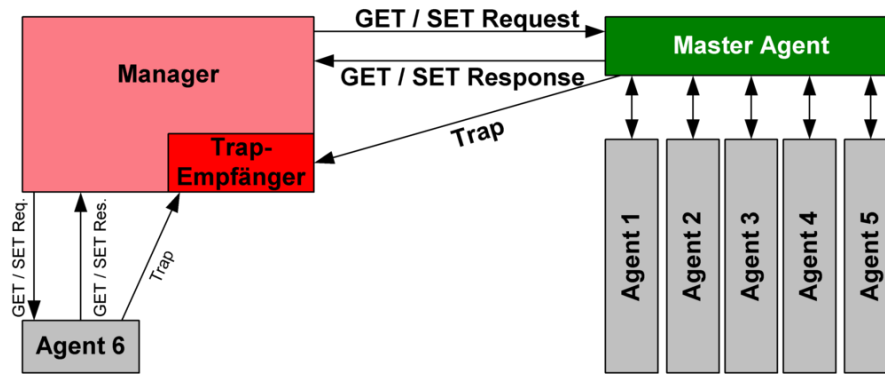 GET / SET Request
Manager
Master Agent
GET / SET Response
Trap
Trap-
Empfänger
GET / SET Req.
GET / SET Res.
Trap
Agent 1
Agent 2
Agent 3
Agent 4
Agent 5
Agent 6